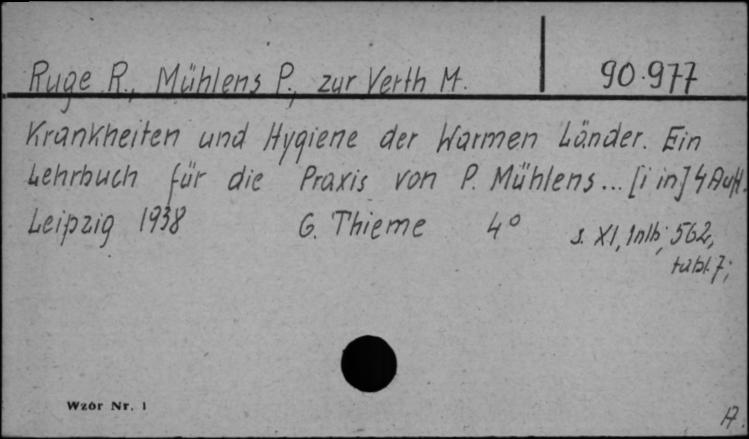 Ruge R., Mühlens P., zur Verth M. 90.977
Krankheiten und Hygiene der Warmen Länder. Ein
Lehrbuch für die Praxis von P. Mühlens... [i in] 4 Aufl.
Leipzig 1938 G. Thieme 4° s. XI, 1nlb; 562,
tabl. 7;
Wzór Nr. 1
A